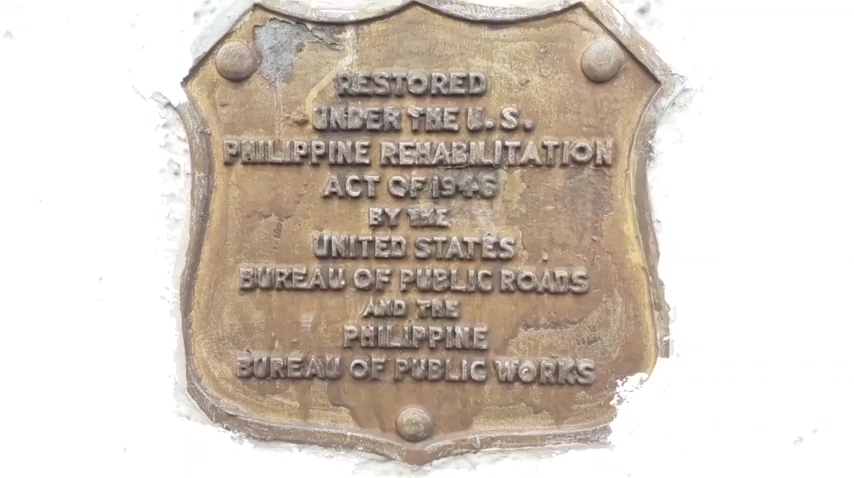 RESTORED
UNDER THE U.S.
PHILIPPINE REHABILITATION
ACT OF 1946
BY THE
UNITED STATES
BUREAU OF PUBLIC ROADS
AND THE
PHILIPPINE
BUREAU OF PUBLIC WORKS